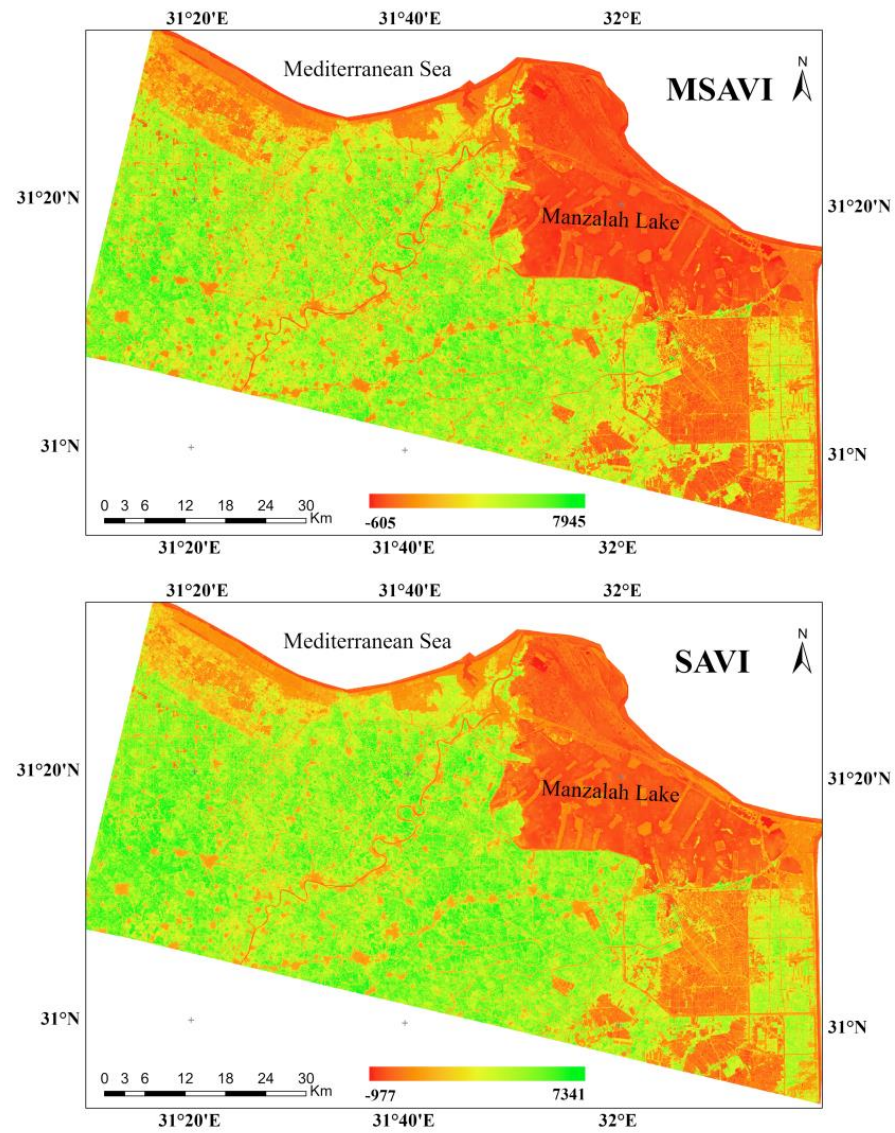 31°20'E 31°40'E 32°E
Mediterranean Sea
N
MSAVI
31°20'N 31°20'N
Manzalah Lake
31°N 31°N
0 3 6 12 18 24 30
Km
-605 7945
31°20'E 31°40'E 32°E
31°20'E 31°40'E 32°E
Mediterranean Sea
N
SAVI
31°20'N 31°20'N
Manzalah Lake
31°N 31°N
0 3 6 12 18 24 30
Km
-977 7341
31°20'E 31°40'E 32°E